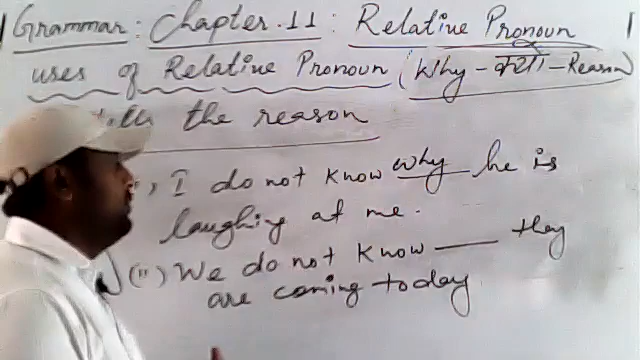 Grammar: Chapter.11: Relative Pronoun
uses of Relative Pronoun (Why - क्यों - Reason)
the reason
I do not know why he is
laughing at me.
(ii) We do not know ___ they
are coming today